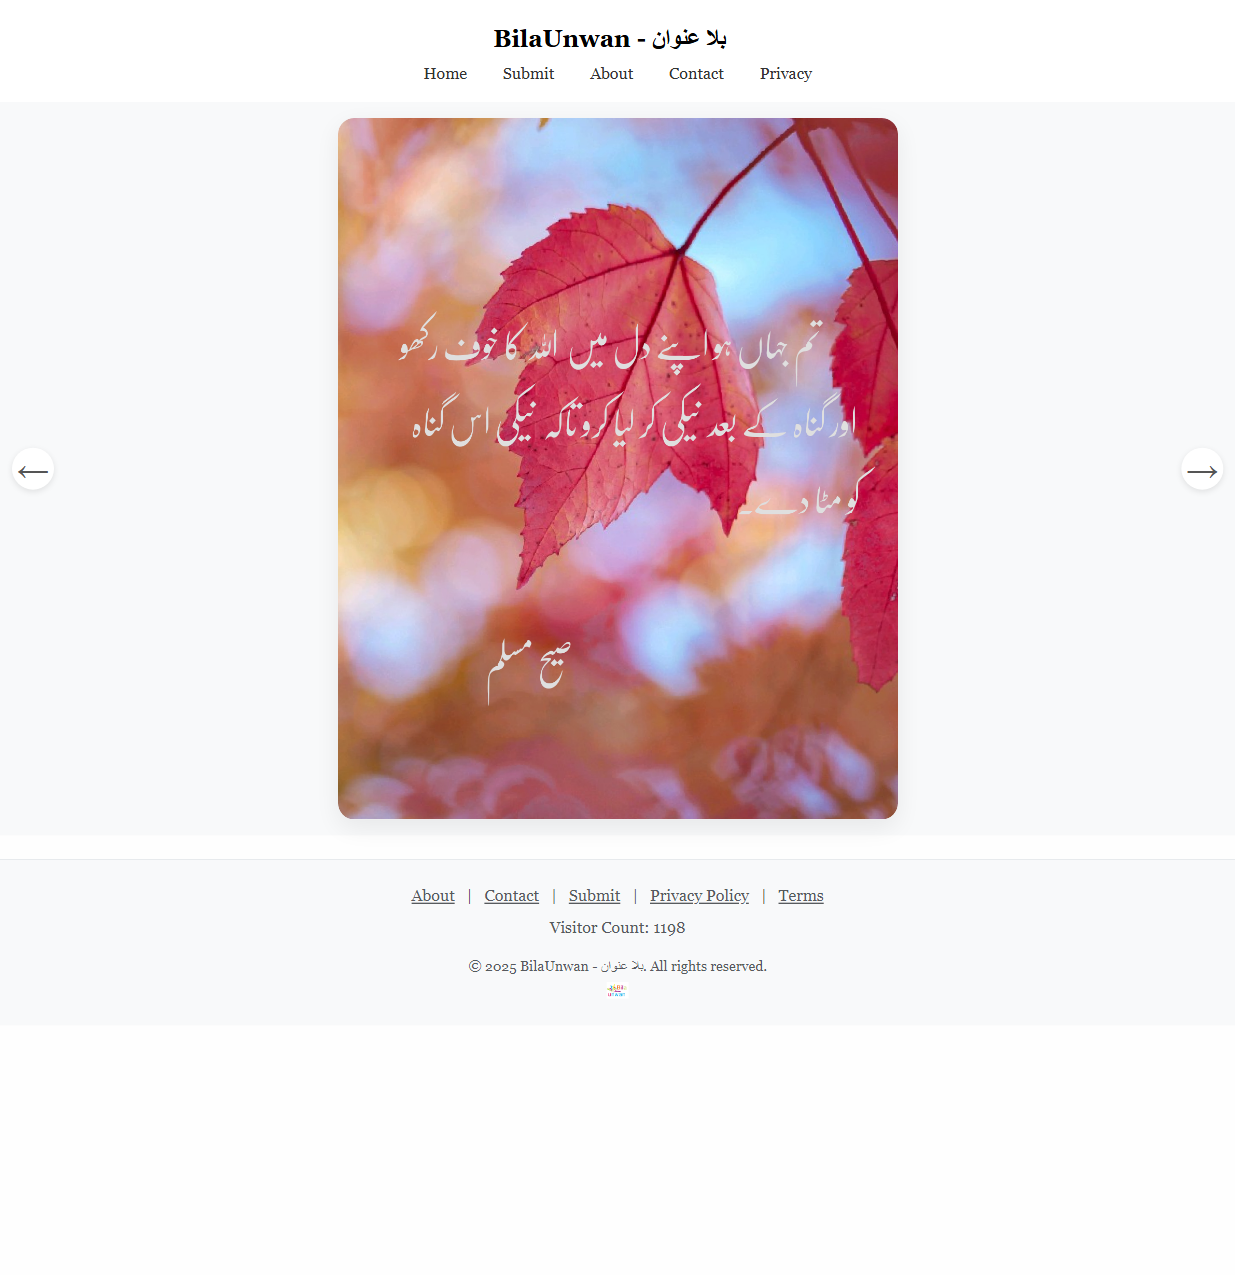 BilaUnwan - بلا عنوان
Home Submit About Contact Privacy
تم جہاں ہو اپنے دل میں اللہ کا خوف رکھو
اور گناہ کے بعد نیکی کر لیا کرو تاکہ نیکی اس گناہ
کو مٹا دے۔
صحیح مسلم
←
→
About | Contact | Submit | Privacy Policy | Terms
Visitor Count: 1198
© 2025 BilaUnwan - بلا عنوان. All rights reserved.